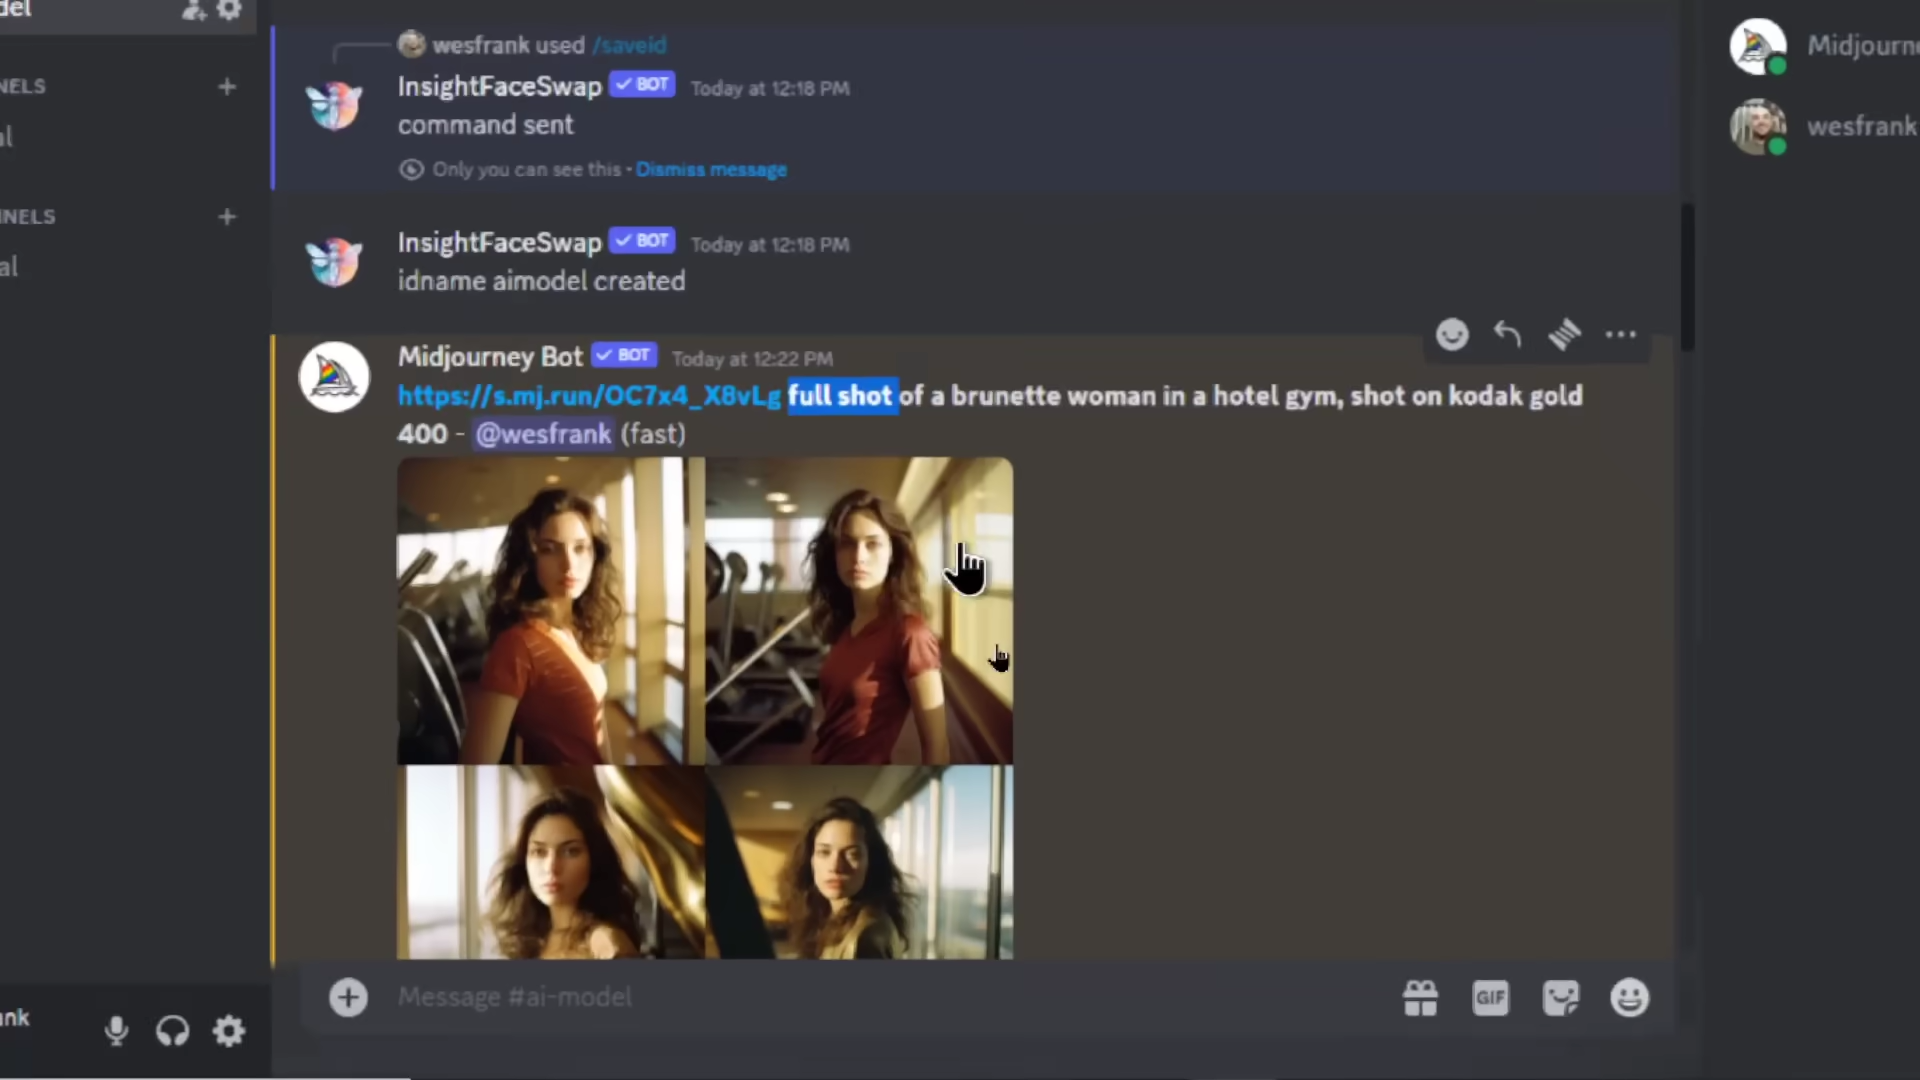 del
wesfrank used /saveid
InsightFaceSwap BOT Today at 12:18 PM
command sent
Only you can see this • Dismiss message
InsightFaceSwap BOT Today at 12:18 PM
idname aimodel created
Midjourney Bot BOT Today at 12:22 PM
https://s.mj.run/OC7x4_X8vLg full shot of a brunette woman in a hotel gym, shot on kodak gold
400 - @wesfrank (fast)
Message #ai-model
GIF
NELS
al
NNELS
al
ank
Midjourne
wesfrank